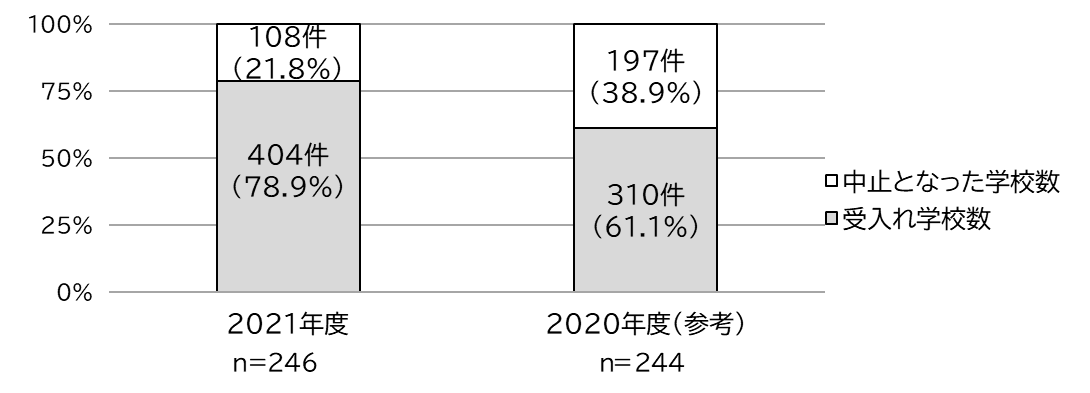 100%
75%
50%
25%
0%
108件
(21.8%)
404件
(78.9%)
197件
(38.9%)
310件
(61.1%)
2021年度
n=246
2020年度(参考)
n=244
中止となった学校数
受入れ学校数